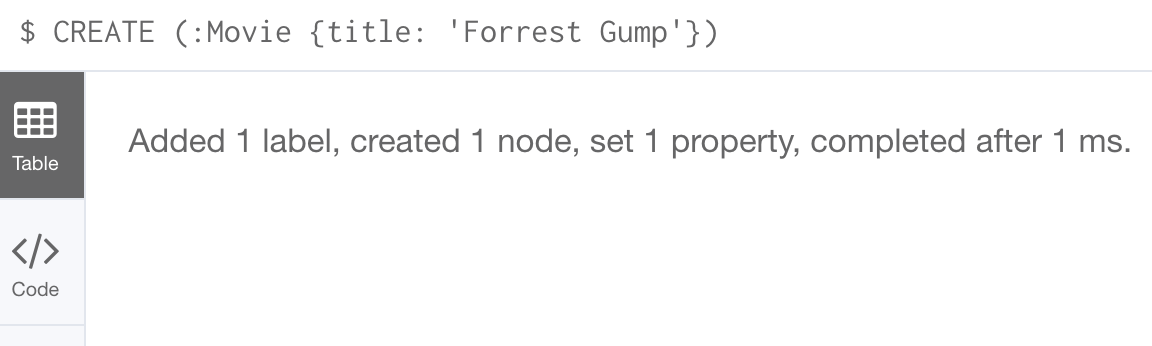 $ CREATE (:Movie {title: 'Forrest Gump'})
Table
Added 1 label, created 1 node, set 1 property, completed after 1 ms.
Code